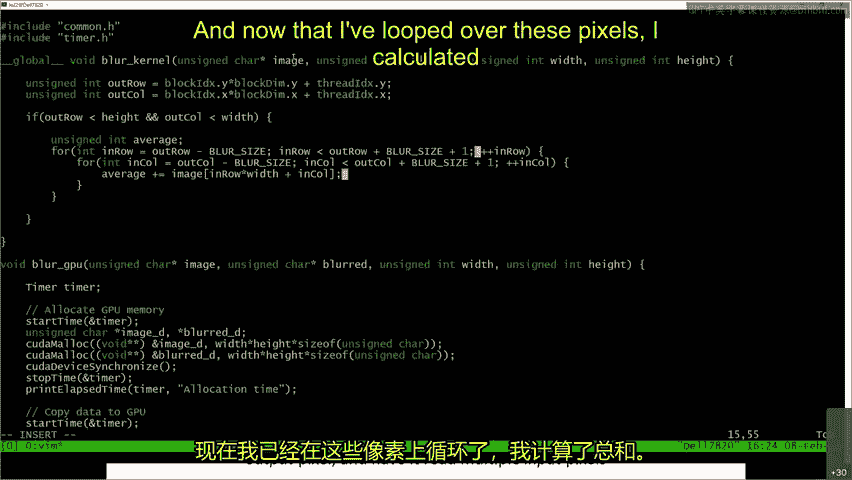 #include "common.h"
#include "timer.h"
And now that I've looped over these pixels, I
calculated
__global__ void blur_kernel(unsigned char* image, unsigned int width, unsigned int height) {
unsigned int outRow = blockIdx.y*blockDim.y + threadIdx.y;
unsigned int outCol = blockIdx.x*blockDim.x + threadIdx.x;
if(outRow < height && outCol < width) {
unsigned int average;
for(int inRow = outRow - BLUR_SIZE; inRow < outRow + BLUR_SIZE + 1; ++inRow) {
for(int inCol = outCol - BLUR_SIZE; inCol < outCol + BLUR_SIZE + 1; ++inCol) {
average += image[inRow*width + inCol];
}
}
}
}
void blur_gpu(unsigned char* image, unsigned char* blurred, unsigned int width, unsigned int height) {
Timer timer;
// Allocate GPU memory
startTime(&timer);
unsigned char *image_d, *blurred_d;
cudaMalloc((void**) &image_d, width*height*sizeof(unsigned char));
cudaMalloc((void**) &blurred_d, width*height*sizeof(unsigned char));
cudaDeviceSynchronize();
stopTime(&timer);
printElapsedTime(timer, "Allocation time");
// Copy data to GPU
startTime(&timer);
-- INSERT -- 15,55
现在我已经在这些像素上循环了，我计算了总和。
+30